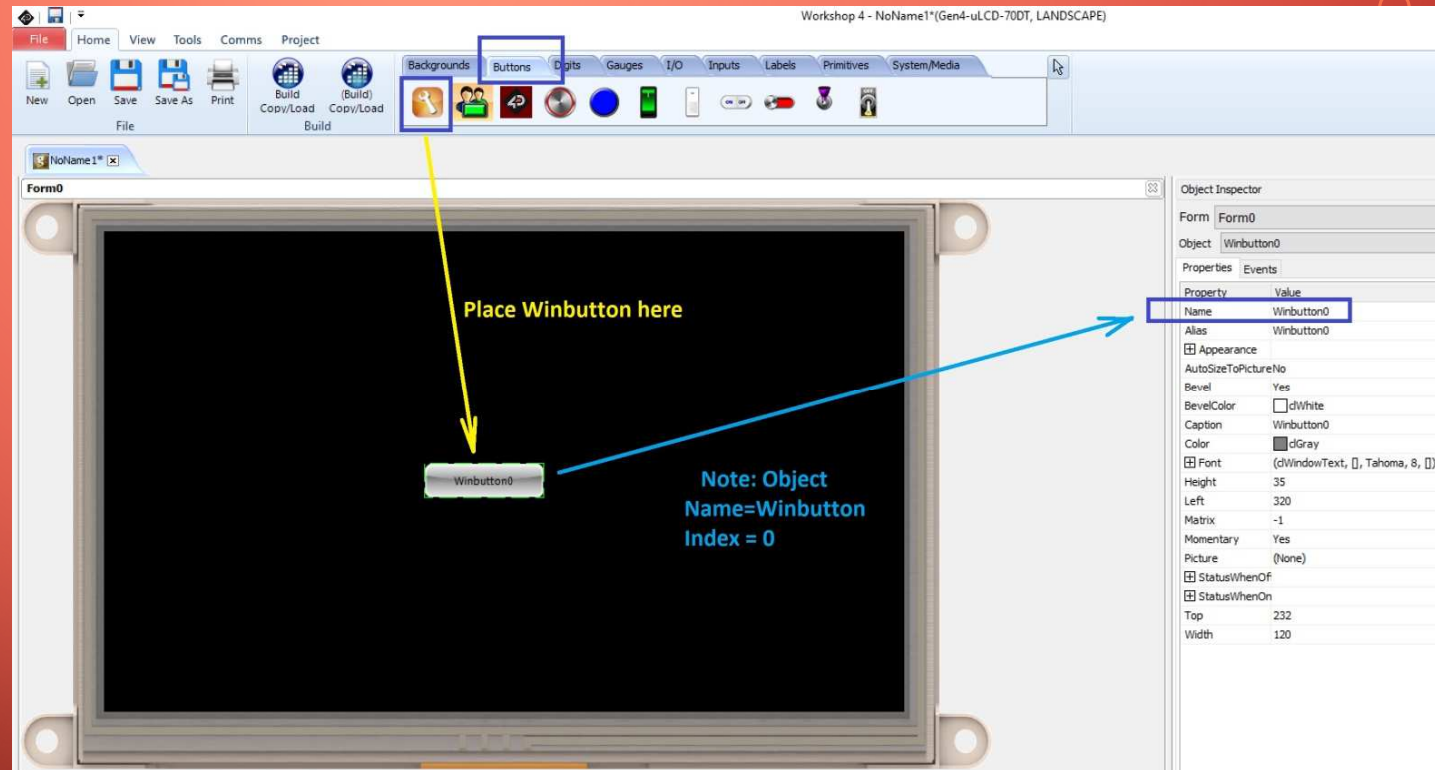 Workshop 4 - NoName1*(Gen4-uLCD-70DT, LANDSCAPE)
File Home View Tools Comms Project
Backgrounds Buttons Digits Gauges I/O Inputs Labels Primitives System/Media
New Open Save Save As Print
Build Copy/Load
(Build) Copy/Load
File
Build
NoName1*
Form0
Place Winbutton here
Winbutton0
Note: Object
Name=Winbutton
Index = 0
Object Inspector
Form Form0
Object Winbutton0
Properties Events
Property Value
Name Winbutton0
Alias Winbutton0
Appearance
AutoSizeToPicture No
Bevel Yes
BevelColor clWhite
Caption Winbutton0
Color clGray
Font (clWindowText, [], Tahoma, 8, [])
Height 35
Left 320
Matrix -1
Momentary Yes
Picture (None)
StatusWhenOf
StatusWhenOn
Top 232
Width 120